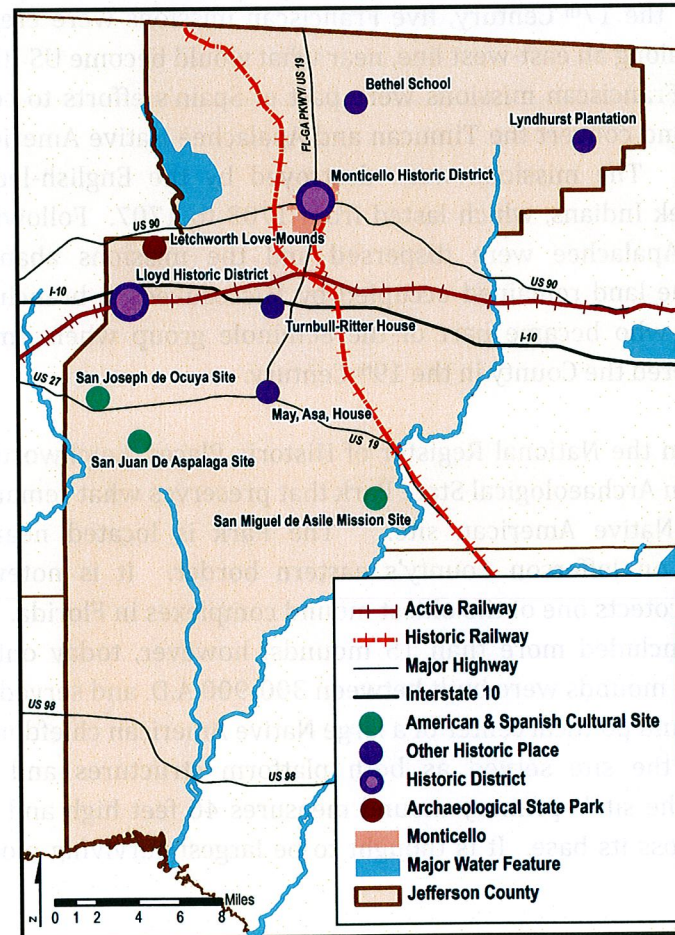 FL-GA PKWY/ US 19
Bethel School
Lyndhurst Plantation
Monticello Historic District
US 90
Letchworth Love-Mounds
Lloyd Historic District
I-10
US 90
Turnbull-Ritter House
I-10
US 27
San Joseph de Ocuya Site
May, Asa, House
US 19
San Juan De Aspalaga Site
San Miguel de Asile Mission Site
US 98
US 98
Active Railway
Historic Railway
Major Highway
Interstate 10
American & Spanish Cultural Site
Other Historic Place
Historic District
Archaeological State Park
Monticello
Major Water Feature
Jefferson County
N
Miles
0 1 2 4 6 8